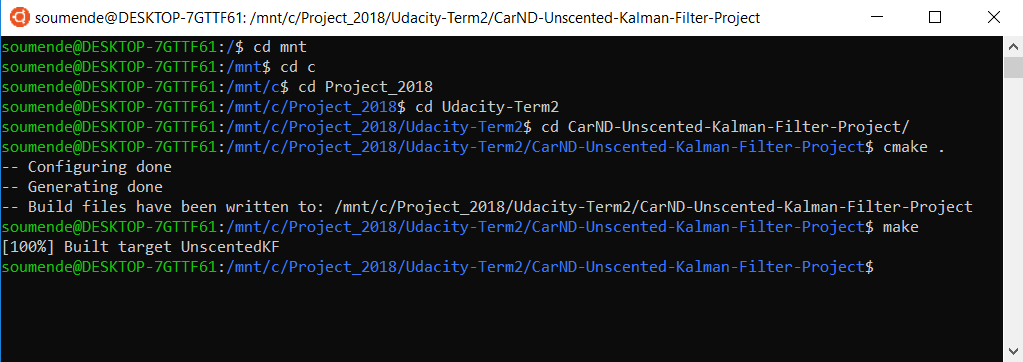 soumende@DESKTOP-7GTTF61: /mnt/c/Project_2018/Udacity-Term2/CarND-Unscented-Kalman-Filter-Project
soumende@DESKTOP-7GTTF61:/$ cd mnt
soumende@DESKTOP-7GTTF61:/mnt$ cd c
soumende@DESKTOP-7GTTF61:/mnt/c$ cd Project_2018
soumende@DESKTOP-7GTTF61:/mnt/c/Project_2018$ cd Udacity-Term2
soumende@DESKTOP-7GTTF61:/mnt/c/Project_2018/Udacity-Term2$ cd CarND-Unscented-Kalman-Filter-Project/
soumende@DESKTOP-7GTTF61:/mnt/c/Project_2018/Udacity-Term2/CarND-Unscented-Kalman-Filter-Project$ cmake .
-- Configuring done
-- Generating done
-- Build files have been written to: /mnt/c/Project_2018/Udacity-Term2/CarND-Unscented-Kalman-Filter-Project
soumende@DESKTOP-7GTTF61:/mnt/c/Project_2018/Udacity-Term2/CarND-Unscented-Kalman-Filter-Project$ make
[100%] Built target UnscentedKF
soumende@DESKTOP-7GTTF61:/mnt/c/Project_2018/Udacity-Term2/CarND-Unscented-Kalman-Filter-Project$